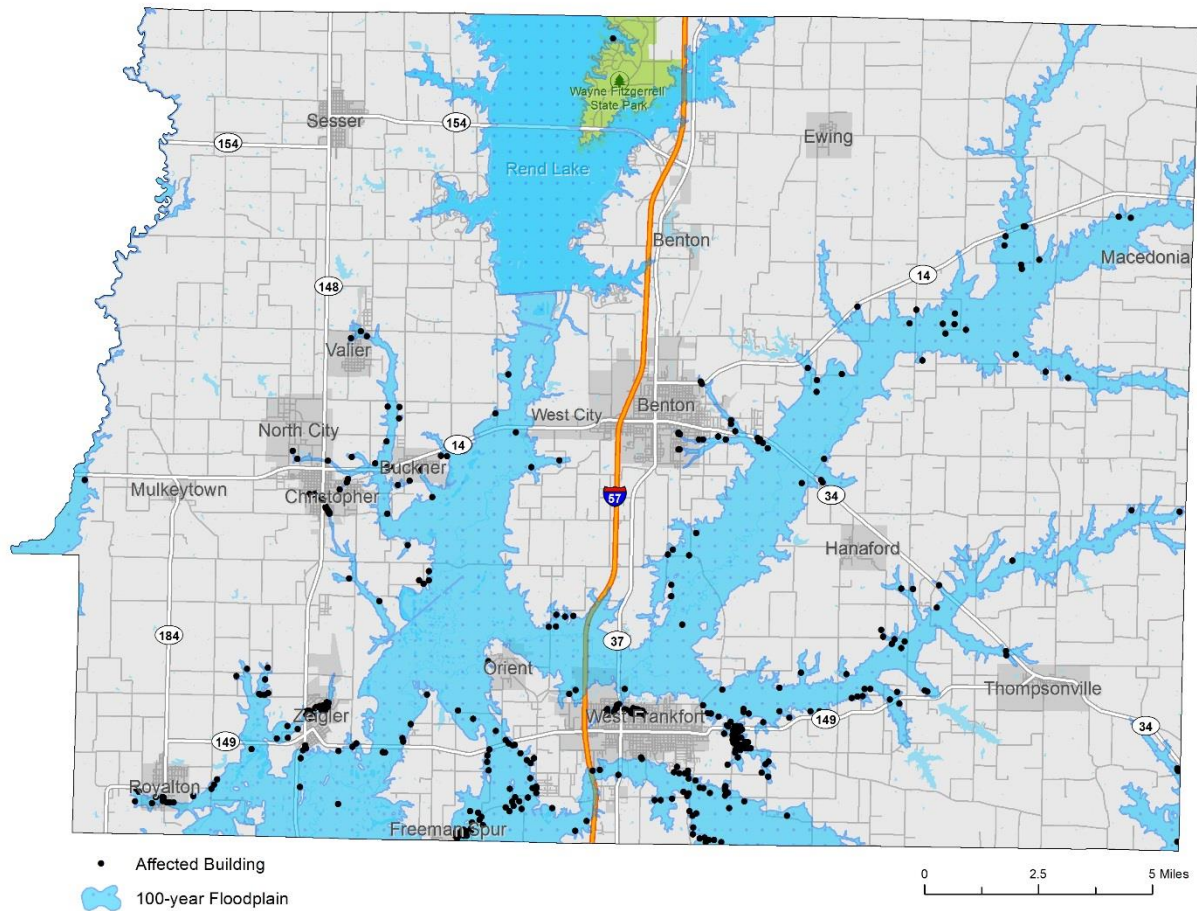 Wayne Fitzgerrell
State Park
Sesser
154
154
Ewing
Rend Lake
Benton
Macedonia
14
148
Valier
West City
Benton
North City
14
Buckner
Mulkeytown
Christopher
57
34
Hanaford
184
37
Orient
Thompsonville
Zeigler
West Frankfort
149
149
34
Royalton
Freeman Spur
Affected Building
100-year Floodplain
0 2.5 5 Miles